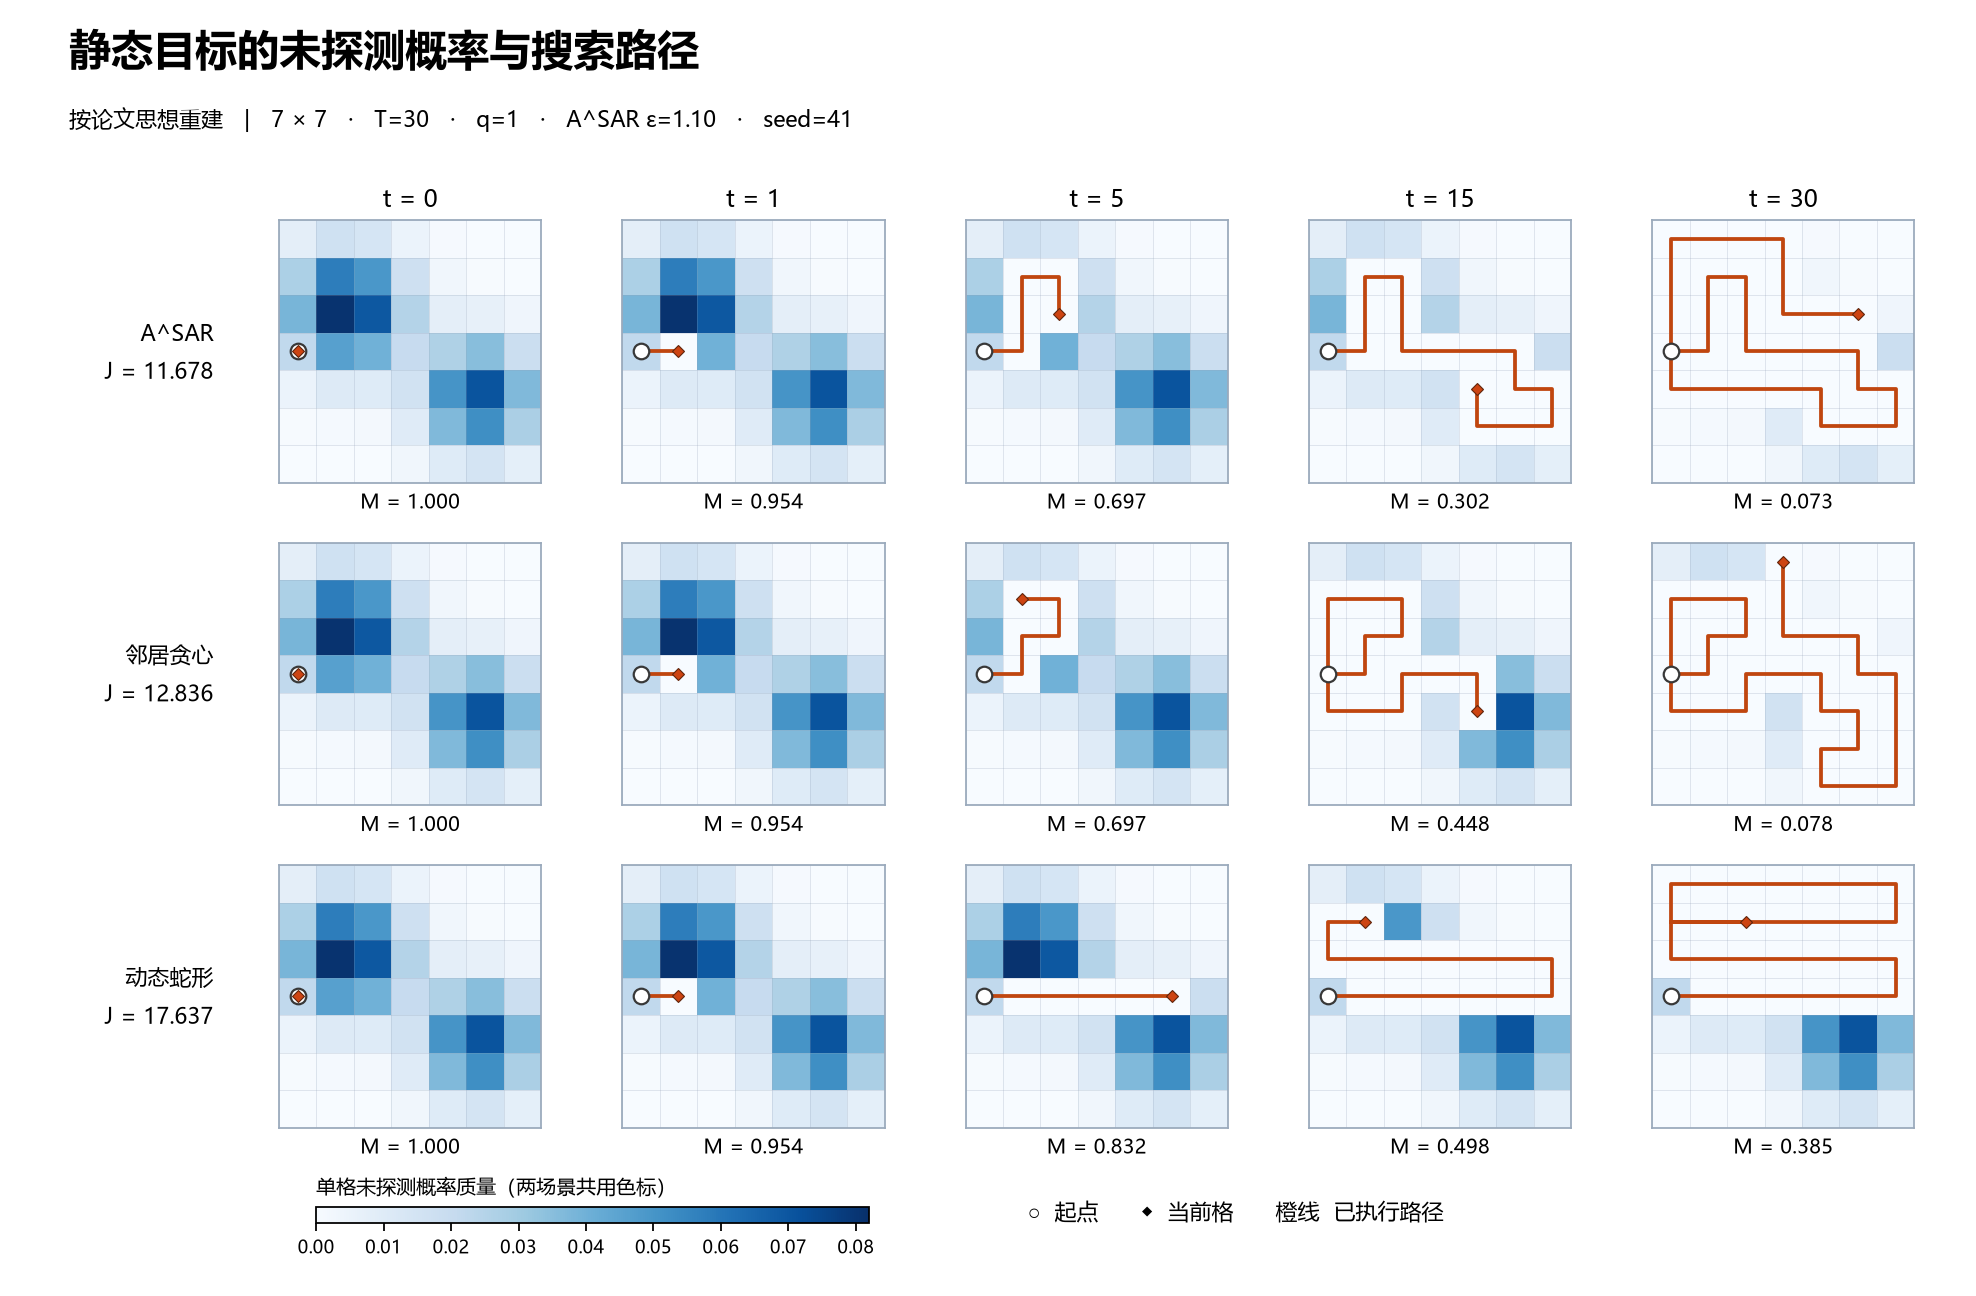 静态目标的未探测概率与搜索路径
按论文思想重建 | 7 × 7 · T=30 · q=1 · A^SAR ε=1.10 · seed=41
t = 0 t = 1 t = 5 t = 15 t = 30
A^SAR
J = 11.678
M = 1.000 M = 0.954 M = 0.697 M = 0.302 M = 0.073
邻居贪心
J = 12.836
M = 1.000 M = 0.954 M = 0.697 M = 0.448 M = 0.078
动态蛇形
J = 17.637
M = 1.000 M = 0.954 M = 0.832 M = 0.498 M = 0.385
单格未探测概率质量（两场景共用色标）
0.00 0.01 0.02 0.03 0.04 0.05 0.06 0.07 0.08
○ 起点 ◆ 当前格 橙线 已执行路径